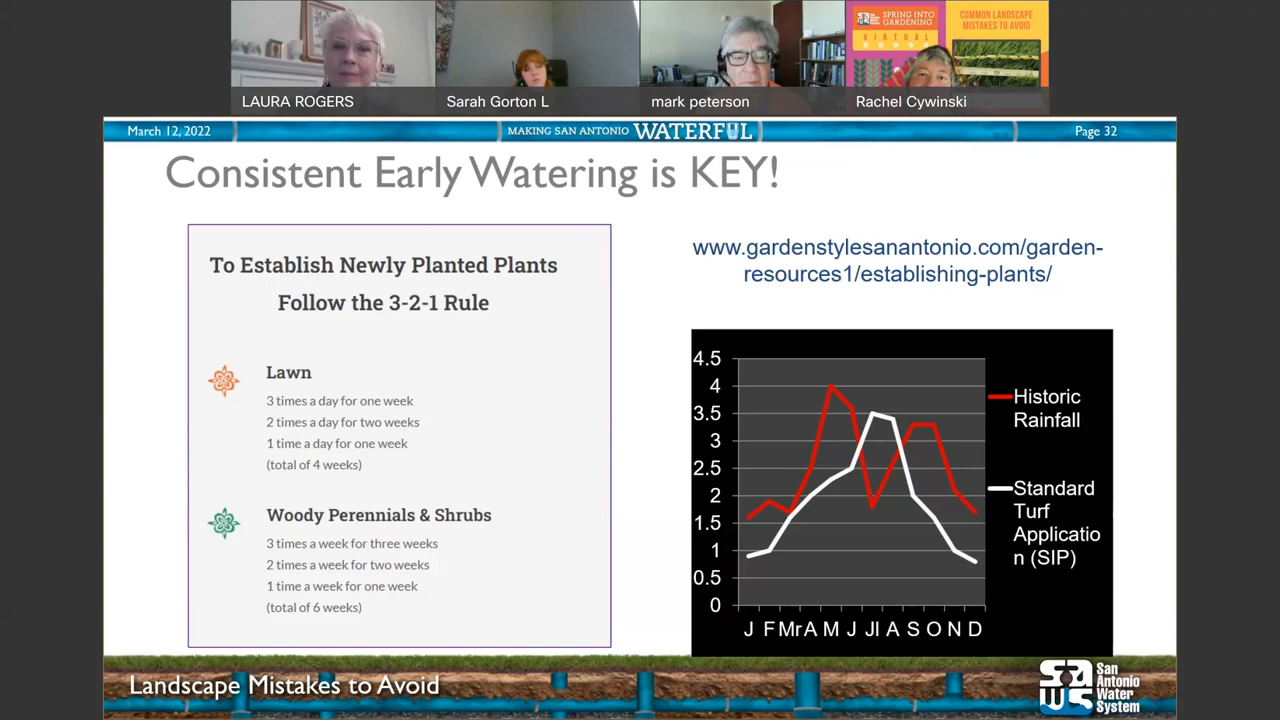 SPRING INTO
GARDENING
VIRTUAL
COMMON LANDSCAPE
MISTAKES TO AVOID
LAURA ROGERS
Sarah Gorton L
mark peterson
Rachel Cywinski
March 12, 2022
MAKING SAN ANTONIO WATERFUL
Page 32
Consistent Early Watering is KEY!
To Establish Newly Planted Plants
Follow the 3-2-1 Rule
Lawn
3 times a day for one week
2 times a day for two weeks
1 time a day for one week
(total of 4 weeks)
Woody Perennials & Shrubs
3 times a week for three weeks
2 times a week for two weeks
1 time a week for one week
(total of 6 weeks)
www.gardenstylesanantonio.com/garden-
resources1/establishing-plants/
4.5
4
3.5
3
2.5
2
1.5
1
0.5
0
J F Mr A M J Jl A S O N D
Historic
Rainfall
Standard
Turf
Applicatio
n (SIP)
Landscape Mistakes to Avoid
saws
San
Antonio
Water
System